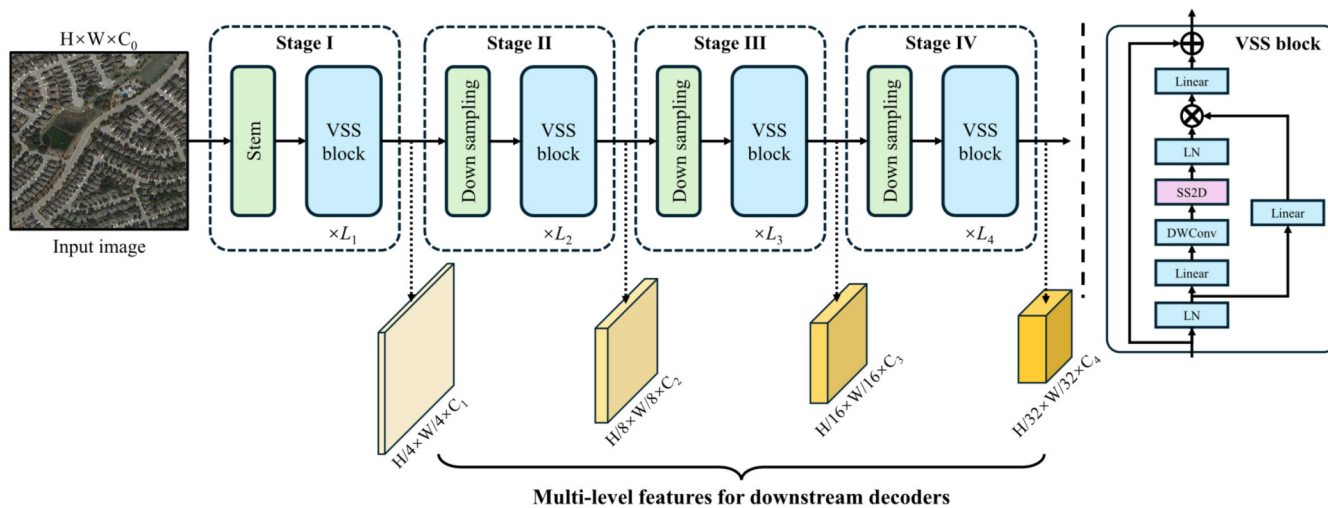 H×W×C₀
Input image
Stage I
Stem
VSS
block
×L₁
Stage II
Down sampling
VSS
block
×L₂
Stage III
Down sampling
VSS
block
×L₃
Stage IV
Down sampling
VSS
block
×L₄
H/4×W/4×C₁
H/8×W/8×C₂
H/16×W/16×C₃
H/32×W/32×C₄
Multi-level features for downstream decoders
VSS block
Linear
LN
SS2D
DWConv
Linear
LN
Linear